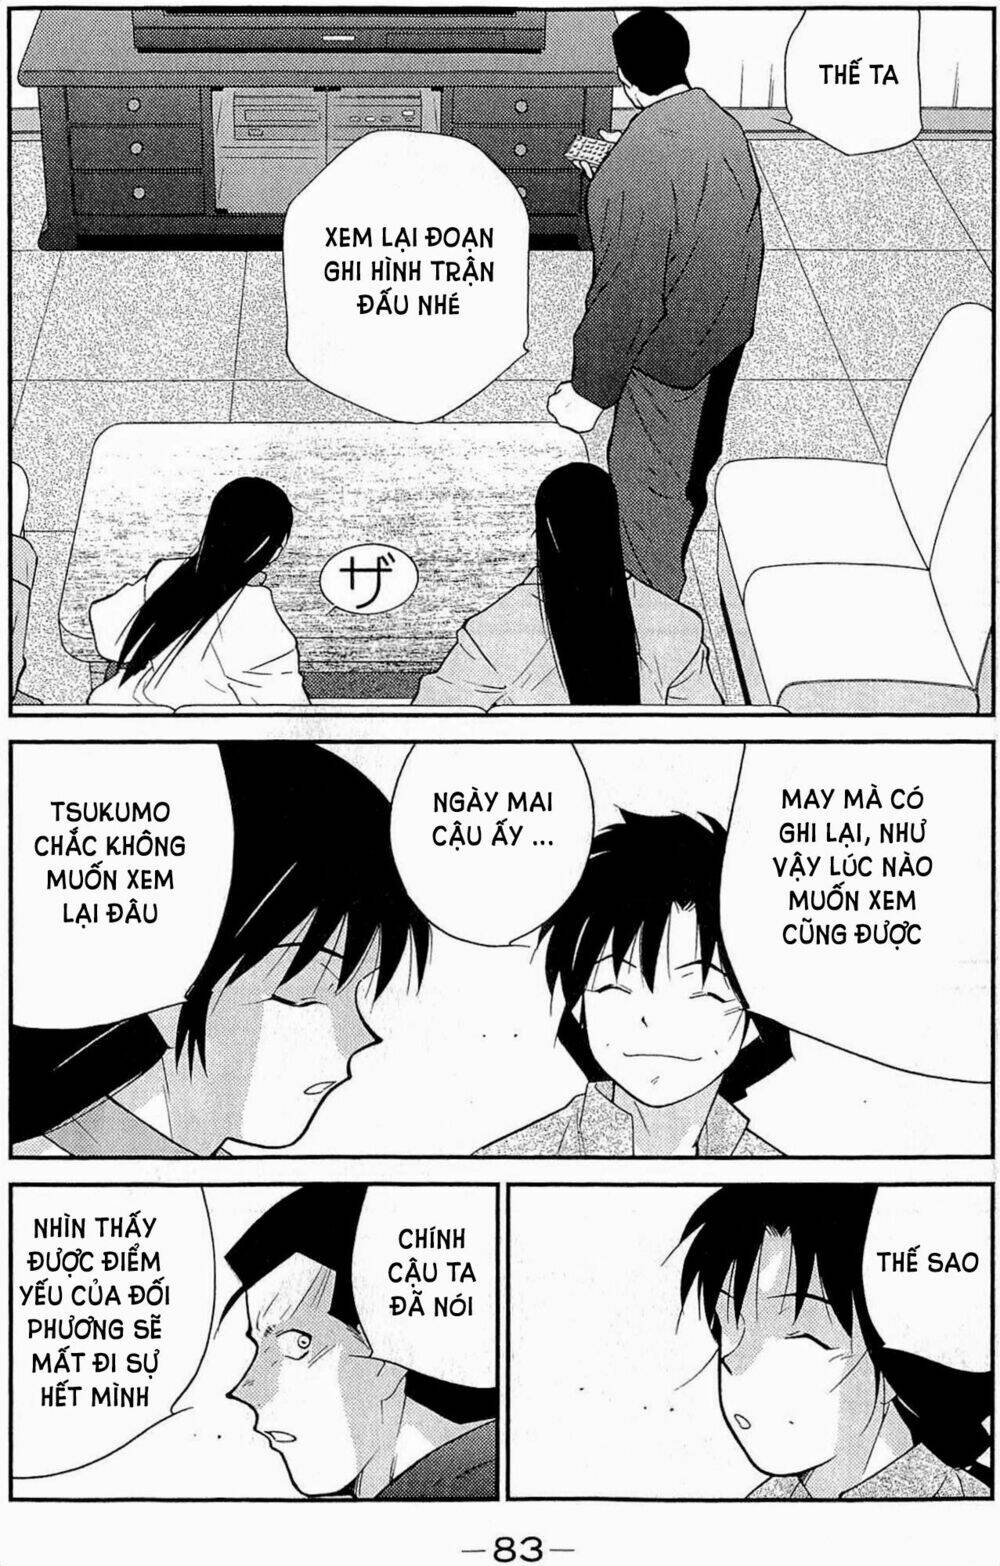 THẾ TA
XEM LẠI ĐOẠN
GHI HÌNH TRẬN
ĐẤU NHÉ
ザ
MAY MÀ CÓ
GHI LẠI, NHƯ
VẬY LÚC NÀO
MUỐN XEM
CŨNG ĐƯỢC
NGÀY MAI
CẬU ẤY ...
TSUKUMO
CHẮC KHÔNG
MUỐN XEM
LẠI ĐÂU
THẾ SAO
CHÍNH
CẬU TA
ĐÃ NÓI
NHÌN THẤY
ĐƯỢC ĐIỂM
YẾU CỦA ĐỐI
PHƯƠNG SẼ
MẤT ĐI SỰ
HẾT MÌNH
—83—